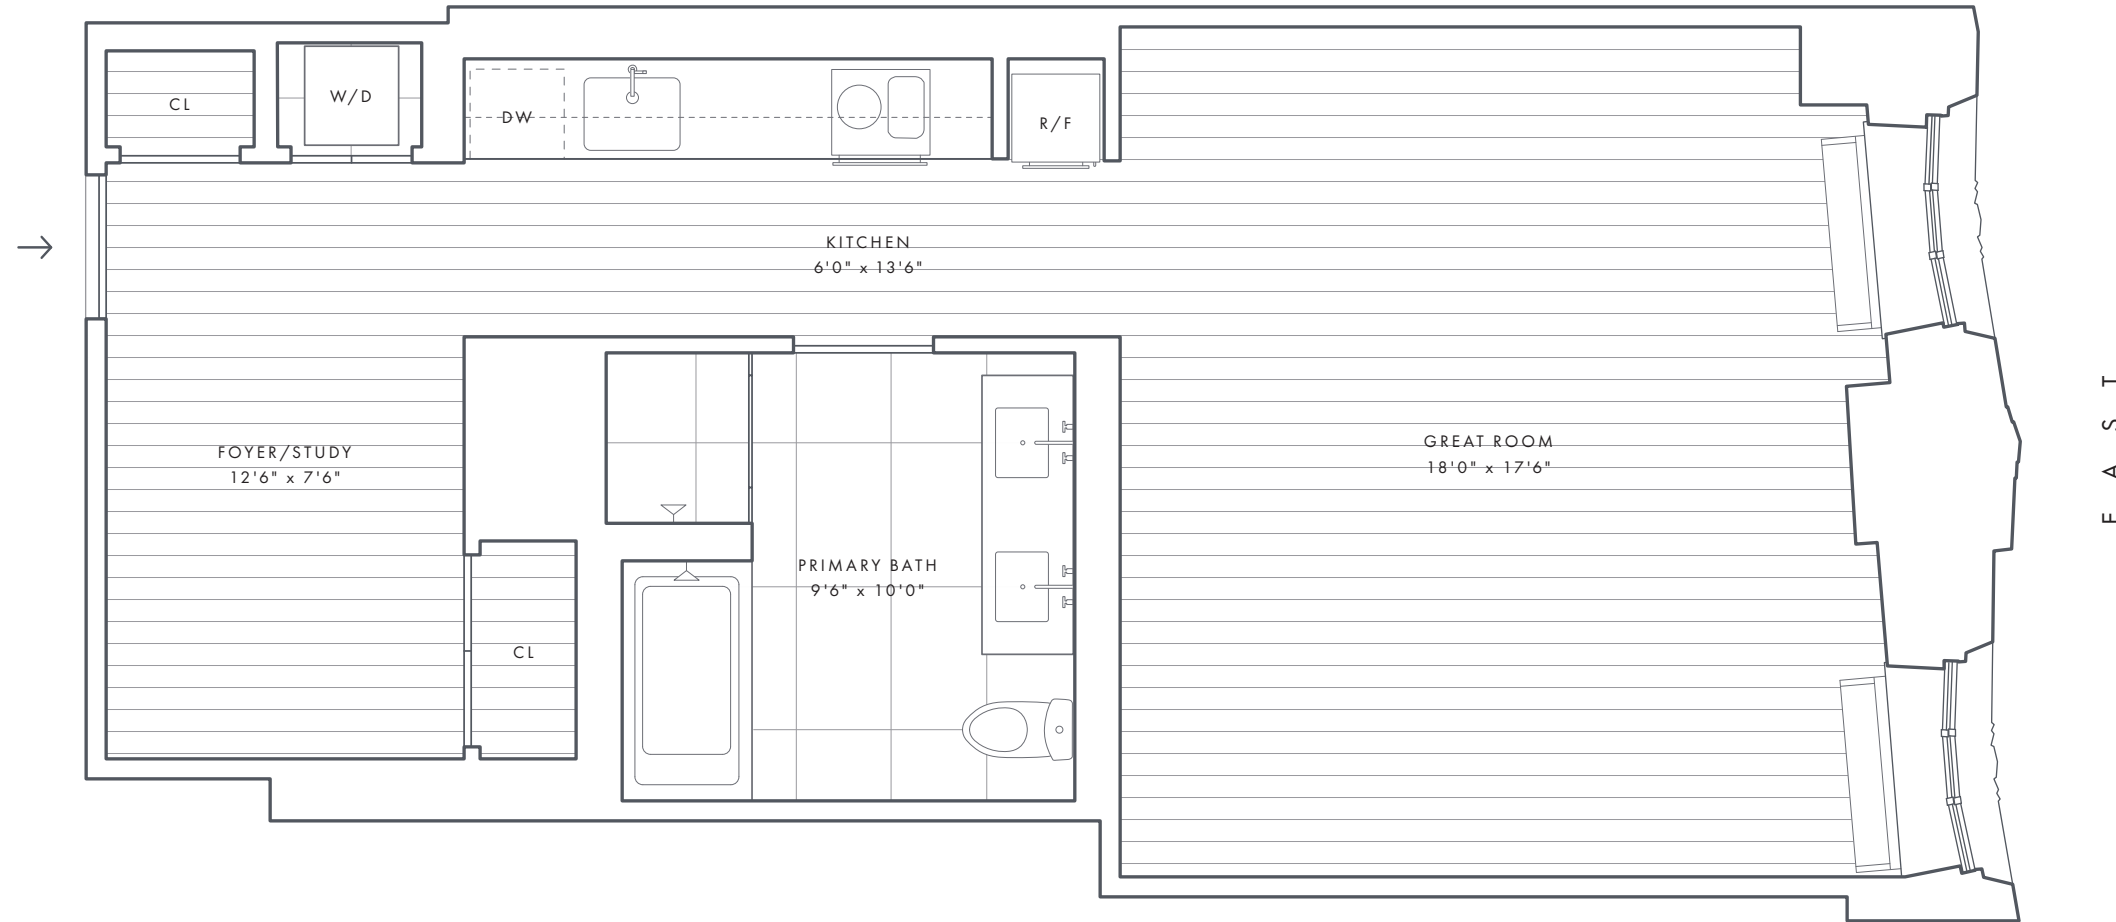 CL
W/D
DW
R/F
KITCHEN
6'0" x 13'6"
FOYER/STUDY
12'6" x 7'6"
GREAT ROOM
18'0" x 17'6"
EAST
PRIMARY BATH
9'6" x 10'0"
CL